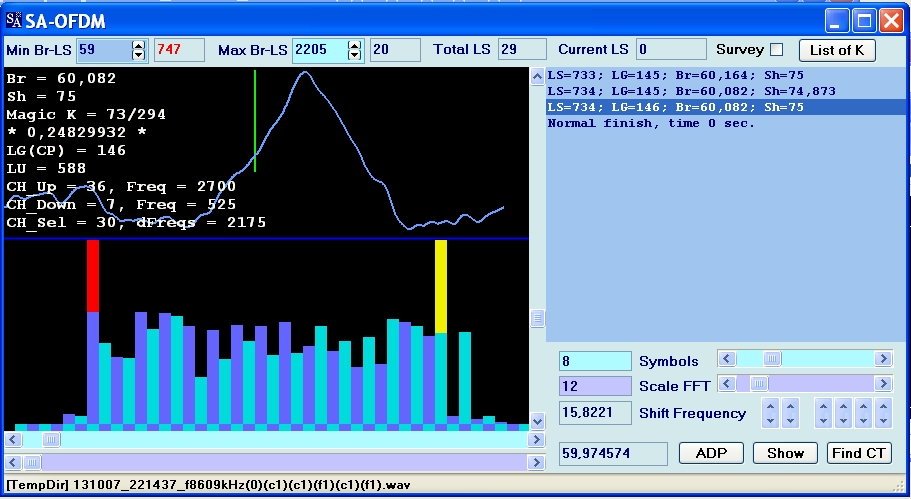 SA SA-OFDM
Min Br-LS 59 747 Max Br-LS 2205 20 Total LS 29 Current LS 0 Survey List of K
Br = 60,082
Sh = 75
Magic K = 73/294
* 0,24829932 *
LG(CP) = 146
LU = 588
CH_Up = 36, Freq = 2700
CH_Down = 7, Freq = 525
CH_Sel = 30, dFreqs = 2175
LS=733; LG=145; Br=60,164; Sh=75
LS=734; LG=145; Br=60,082; Sh=74,873
LS=734; LG=146; Br=60,082; Sh=75
Normal finish, time 0 sec.
8 Symbols
12 Scale FFT
15,8221 Shift Frequency
59,974574 ADP Show Find CT
[TempDir] 131007_221437_f8609kHz(0)(c1)(c1)(f1)(c1)(f1).wav